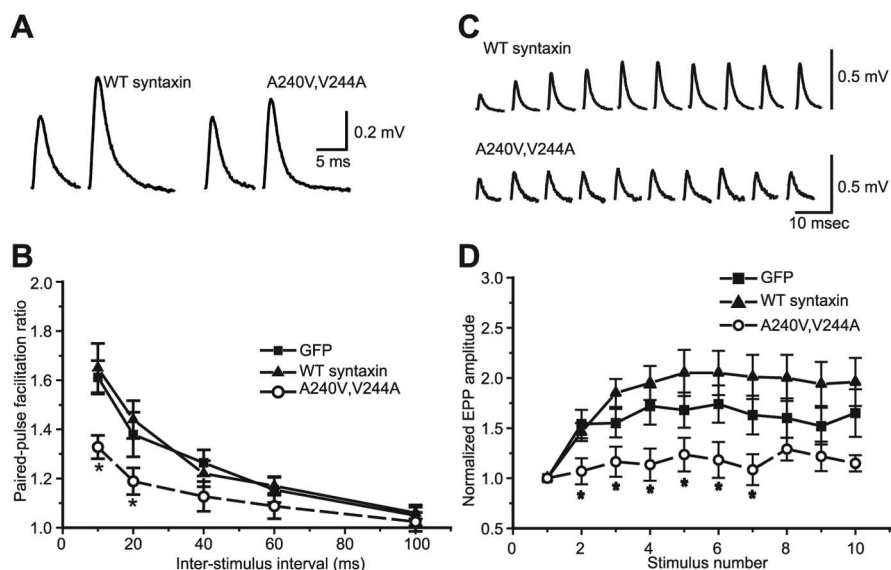 A
WT syntaxin
A240V,V244A
0.2 mV
5 ms
B
Paired-pulse facilitation ratio
2.0
1.8
1.6
1.4
1.2
1.0
GFP
WT syntaxin
A240V,V244A
*
*
0 20 40 60 80 100
Inter-stimulus interval (ms)
C
WT syntaxin
0.5 mV
A240V,V244A
0.5 mV
10 msec
D
Normalized EPP amplitude
3.0
2.5
2.0
1.5
1.0
0.5
GFP
WT syntaxin
A240V,V244A
* * * * * *
0 2 4 6 8 10
Stimulus number